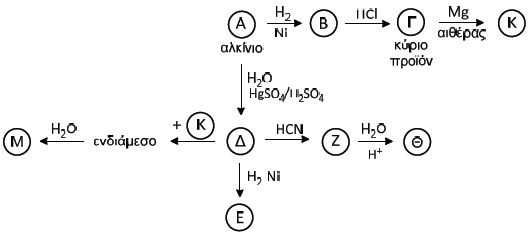 Α H₂ Ni Β HCl Γ Mg αιθέρας Κ
αλκίνιο κύριο προϊόν
H₂O
HgSO₄/H₂SO₄
Μ H₂O ενδιάμεσο + Κ Δ HCN Ζ H₂O H⁺ Θ
H₂ Ni
Ε